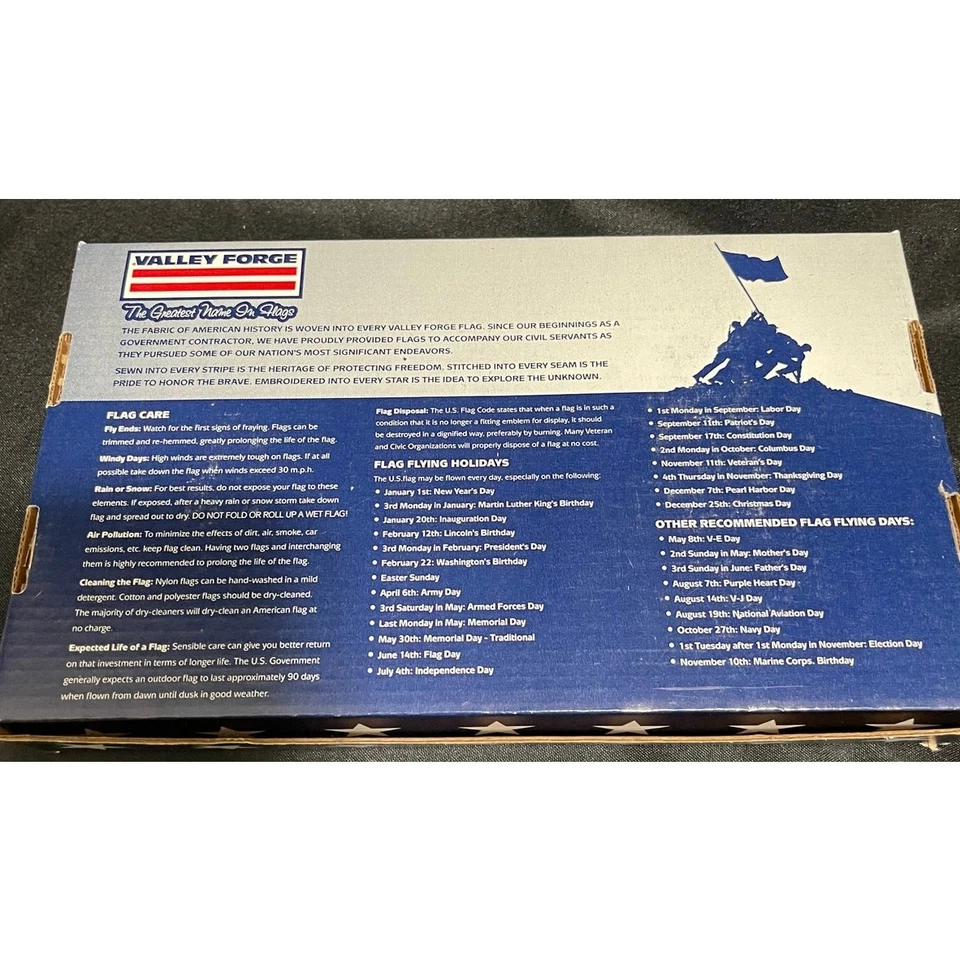 VALLEY FORGE
The Greatest Name In Flags
THE FABRIC OF AMERICAN HISTORY IS WOVEN INTO EVERY VALLEY FORGE FLAG. SINCE OUR BEGINNINGS AS A
GOVERNMENT CONTRACTOR, WE HAVE PROUDLY PROVIDED FLAGS TO ACCOMPANY OUR CIVIL SERVANTS AS
THEY PURSUED SOME OF OUR NATION'S MOST SIGNIFICANT ENDEAVORS.
SEWN INTO EVERY STRIPE IS THE HERITAGE OF PROTECTING FREEDOM. STITCHED INTO EVERY SEAM IS THE
PRIDE TO HONOR THE BRAVE. EMBROIDERED INTO EVERY STAR IS THE IDEA TO EXPLORE THE UNKNOWN.
FLAG CARE
Fly Ends: Watch for the first signs of fraying. Flags can be
trimmed and re-hemmed, greatly prolonging the life of the flag.
Windy Days: High winds are extremely tough on flags. If at all
possible take down the flag when winds exceed 30 m.p.h.
Rain or Snow: For best results, do not expose your flag to these
elements. If exposed, after a heavy rain or snow storm take down
flag and spread out to dry. DO NOT FOLD OR ROLL UP A WET FLAG!
Air Pollution: To minimize the effects of dirt, air, smoke, car
emissions, etc. keep flag clean. Having two flags and interchanging
them is highly recommended to prolong the life of the flag.
Cleaning the Flag: Nylon flags can be hand-washed in a mild
detergent. Cotton and polyester flags should be dry-cleaned.
The majority of dry-cleaners will dry-clean an American flag at
no charge.
Expected Life of a Flag: Sensible care can give you better return
on that investment in terms of longer life. The U.S. Government
generally expects an outdoor flag to last approximately 90 days
when flown from dawn until dusk in good weather.
Flag Disposal: The U.S. Flag Code states that when a flag is in such a
condition that it is no longer a fitting emblem for display, it should
be destroyed in a dignified way, preferably by burning. Many Veteran
and Civic Organizations will properly dispose of a flag at no cost.
FLAG FLYING HOLIDAYS
The U.S.flag may be flown every day, especially on the following:
• January 1st: New Year's Day
• 3rd Monday in January: Martin Luther King's Birthday
• January 20th: Inauguration Day
• February 12th: Lincoln's Birthday
• 3rd Monday in February: President's Day
• February 22: Washington's Birthday
• Easter Sunday
• April 6th: Army Day
• 3rd Saturday in May: Armed Forces Day
• Last Monday in May: Memorial Day
• May 30th: Memorial Day - Traditional
• June 14th: Flag Day
• July 4th: Independence Day
• 1st Monday in September: Labor Day
• September 11th: Patriot's Day
• September 17th: Constitution Day
• 2nd Monday in October: Columbus Day
• November 11th: Veteran's Day
• 4th Thursday in November: Thanksgiving Day
• December 7th: Pearl Harbor Day
• December 25th: Christmas Day
OTHER RECOMMENDED FLAG FLYING DAYS:
• May 8th: V-E Day
• 2nd Sunday in May: Mother's Day
• 3rd Sunday in June: Father's Day
• August 7th: Purple Heart Day
• August 14th: V-J Day
• August 19th: National Aviation Day
• October 27th: Navy Day
• 1st Tuesday after 1st Monday in November: Election Day
• November 10th: Marine Corps. Birthday